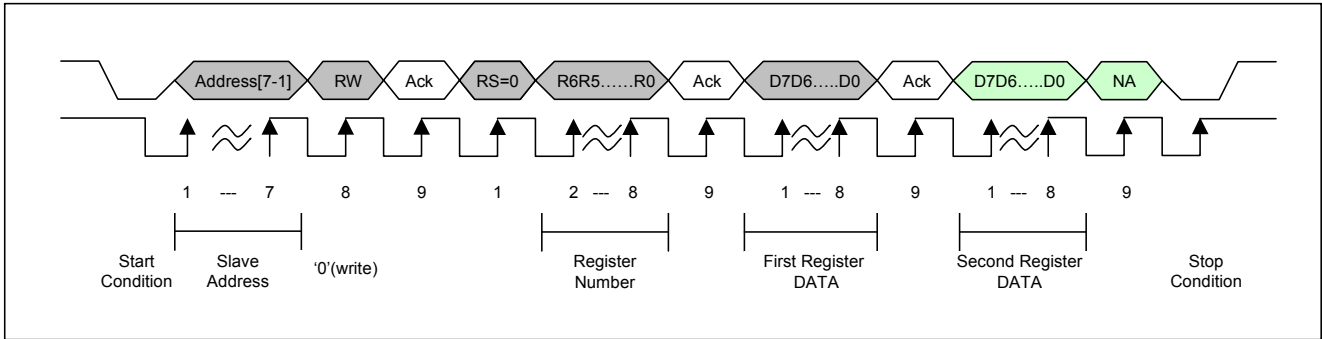 Address[7-1] RW Ack RS=0 R6R5……R0 Ack D7D6…..D0 Ack D7D6…..D0 NA
1 --- 7 8 9 1 2 --- 8 9 1 --- 8 9 1 --- 8 9
Start Condition
Slave Address
‘0’(write)
Register Number
First Register DATA
Second Register DATA
Stop Condition